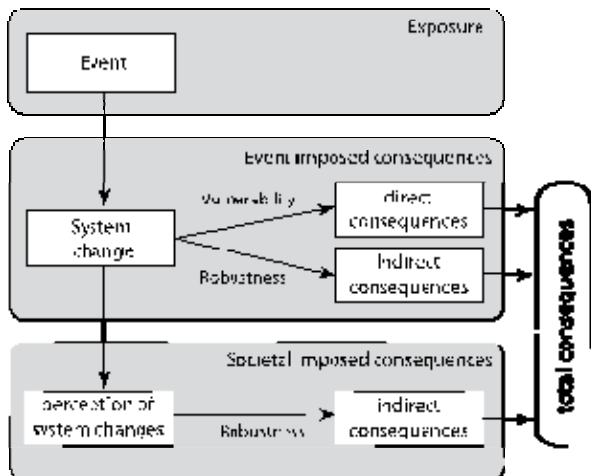 Exposure
Event
Event imposed consequences
Vulnerability
direct
consequences
System
change
Robustness
Indirect
consequences
Societal imposed consequences
perception of
system changes
Robustness
indirect
consequences
total consequences